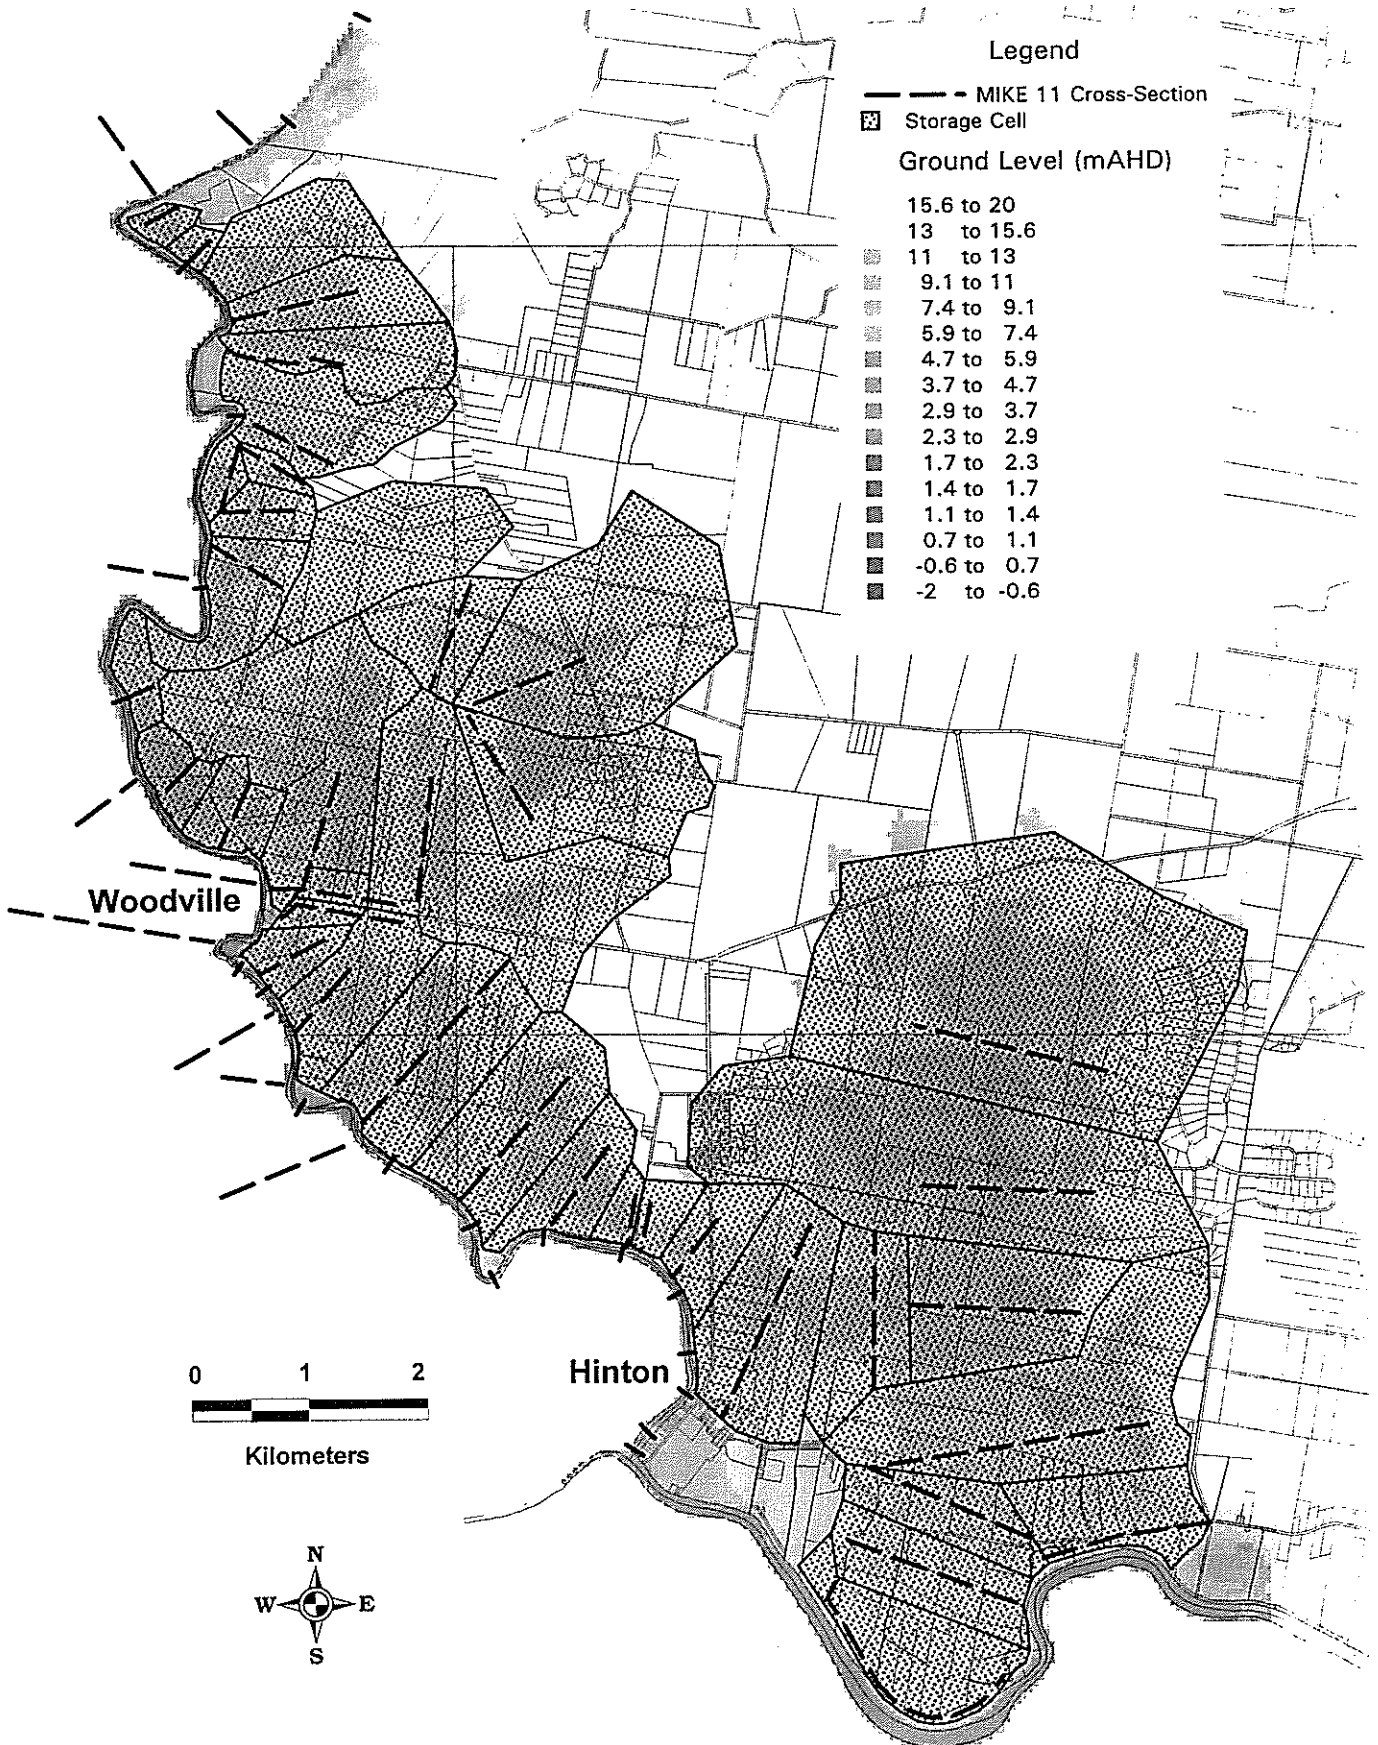 Legend
MIKE 11 Cross-Section
Storage Cell
Ground Level (mAHD)
15.6 to 20
13 to 15.6
11 to 13
9.1 to 11
7.4 to 9.1
5.9 to 7.4
4.7 to 5.9
3.7 to 4.7
2.9 to 3.7
2.3 to 2.9
1.7 to 2.3
1.4 to 1.7
1.1 to 1.4
0.7 to 1.1
-0.6 to 0.7
-2 to -0.6
Woodville
Hinton
0 1 2
Kilometers
N
W E
S